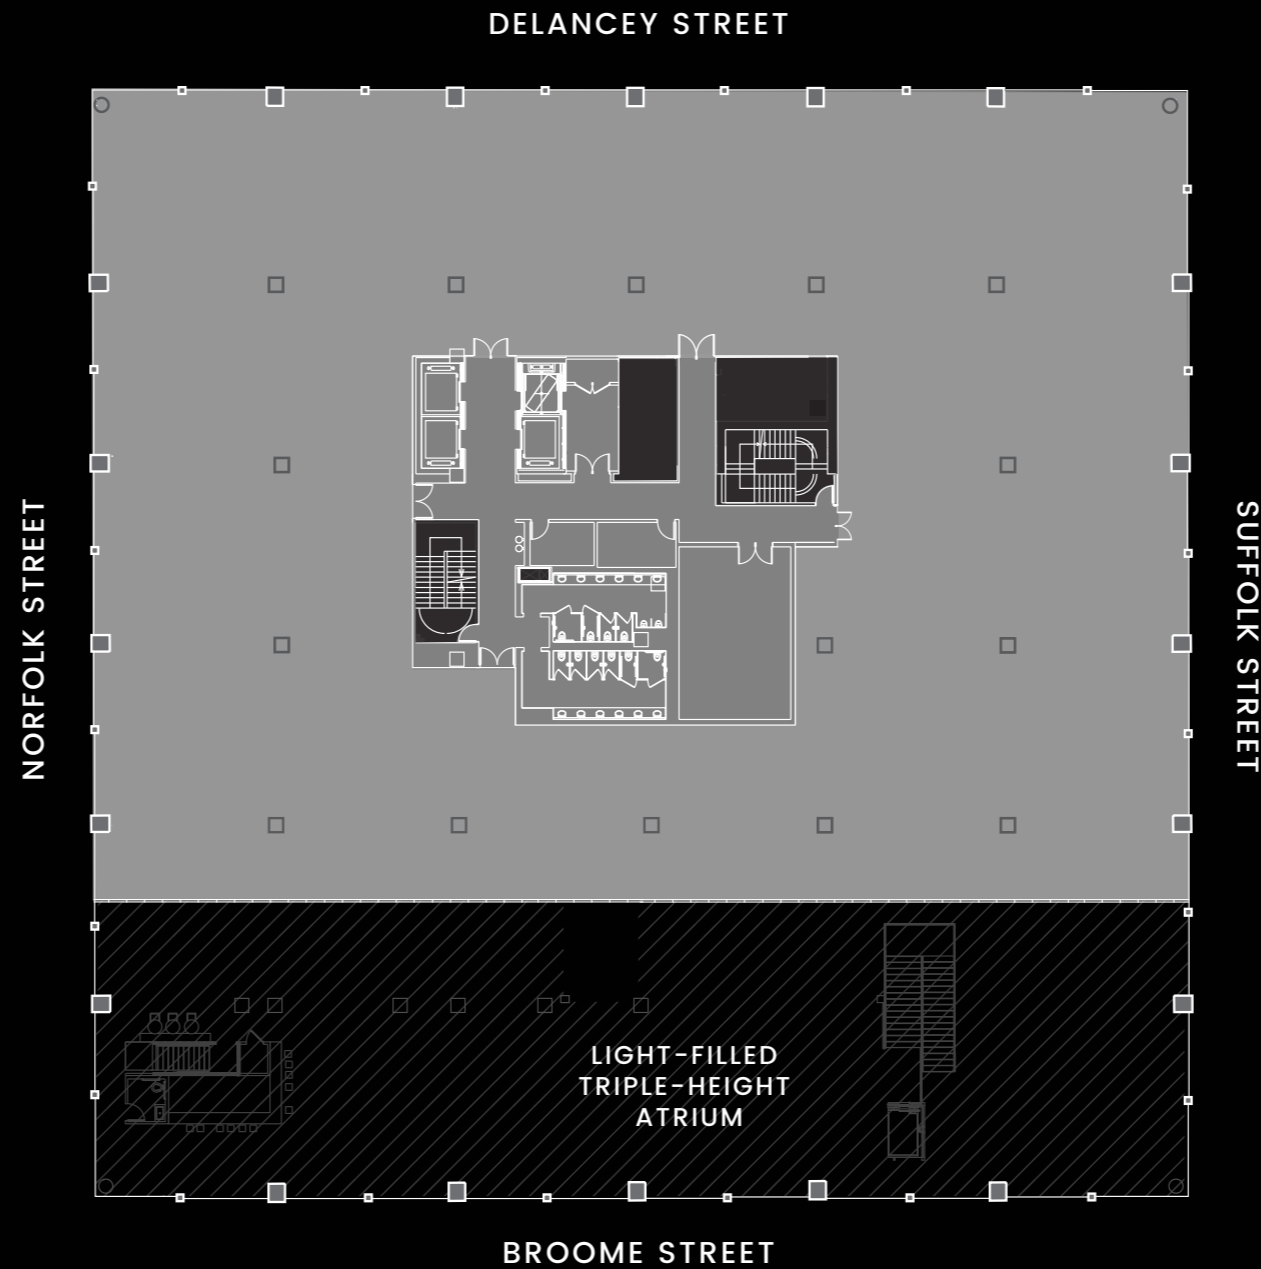 DELANCEY STREET
NORFOLK STREET
SUFFOLK STREET
LIGHT-FILLED
TRIPLE-HEIGHT
ATRIUM
BROOME STREET